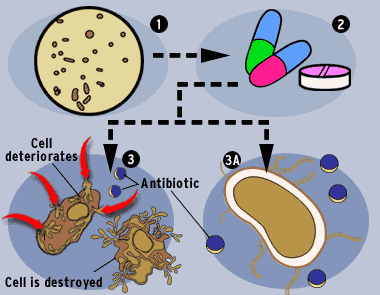 1
2
Cell
deteriorates
3
3A
Antibiotic
Cell is destroyed